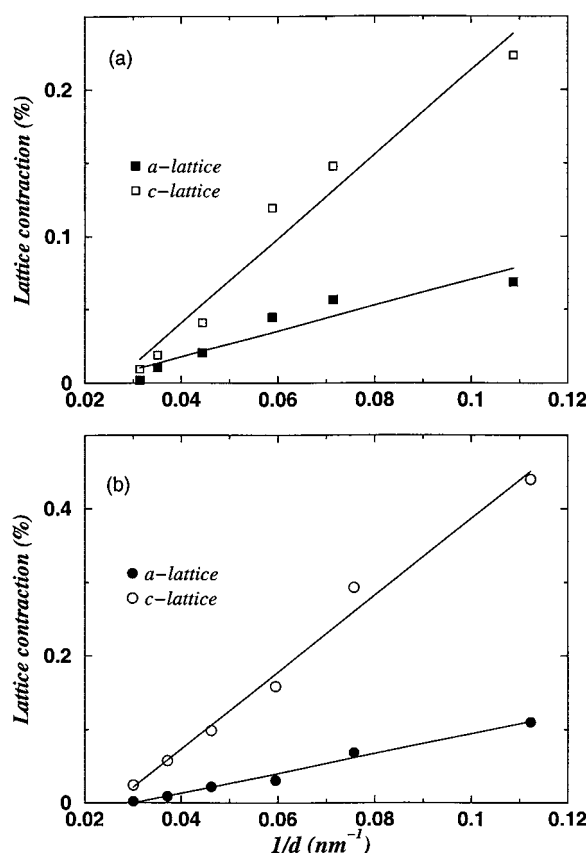 (a)
Lattice contraction (%)
0.2
0.1
0
a-lattice
c-lattice
0.02 0.04 0.06 0.08 0.1 0.12
(b)
Lattice contraction (%)
0.4
0.2
0
a-lattice
c-lattice
0.02 0.04 0.06 0.08 0.1 0.12
1/d (nm⁻¹)